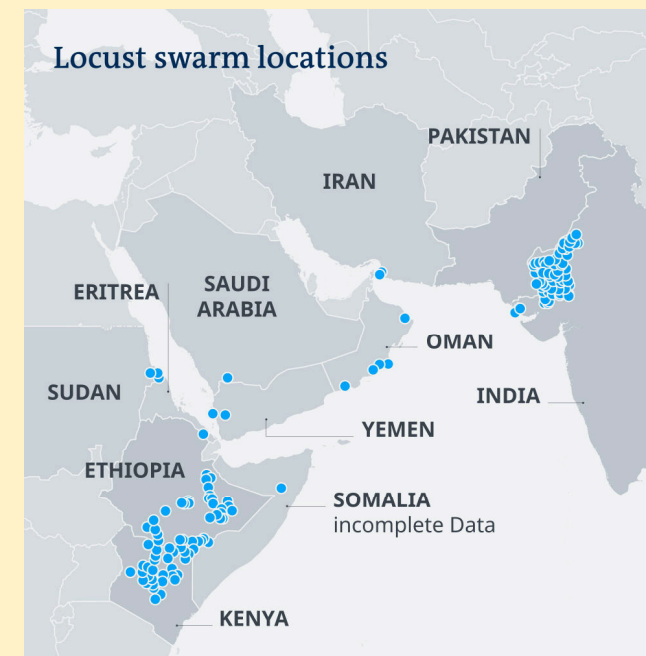 Locust swarm locations
PAKISTAN
IRAN
ERITREA
SAUDI
ARABIA
OMAN
SUDAN
INDIA
YEMEN
ETHIOPIA
SOMALIA
incomplete Data
KENYA